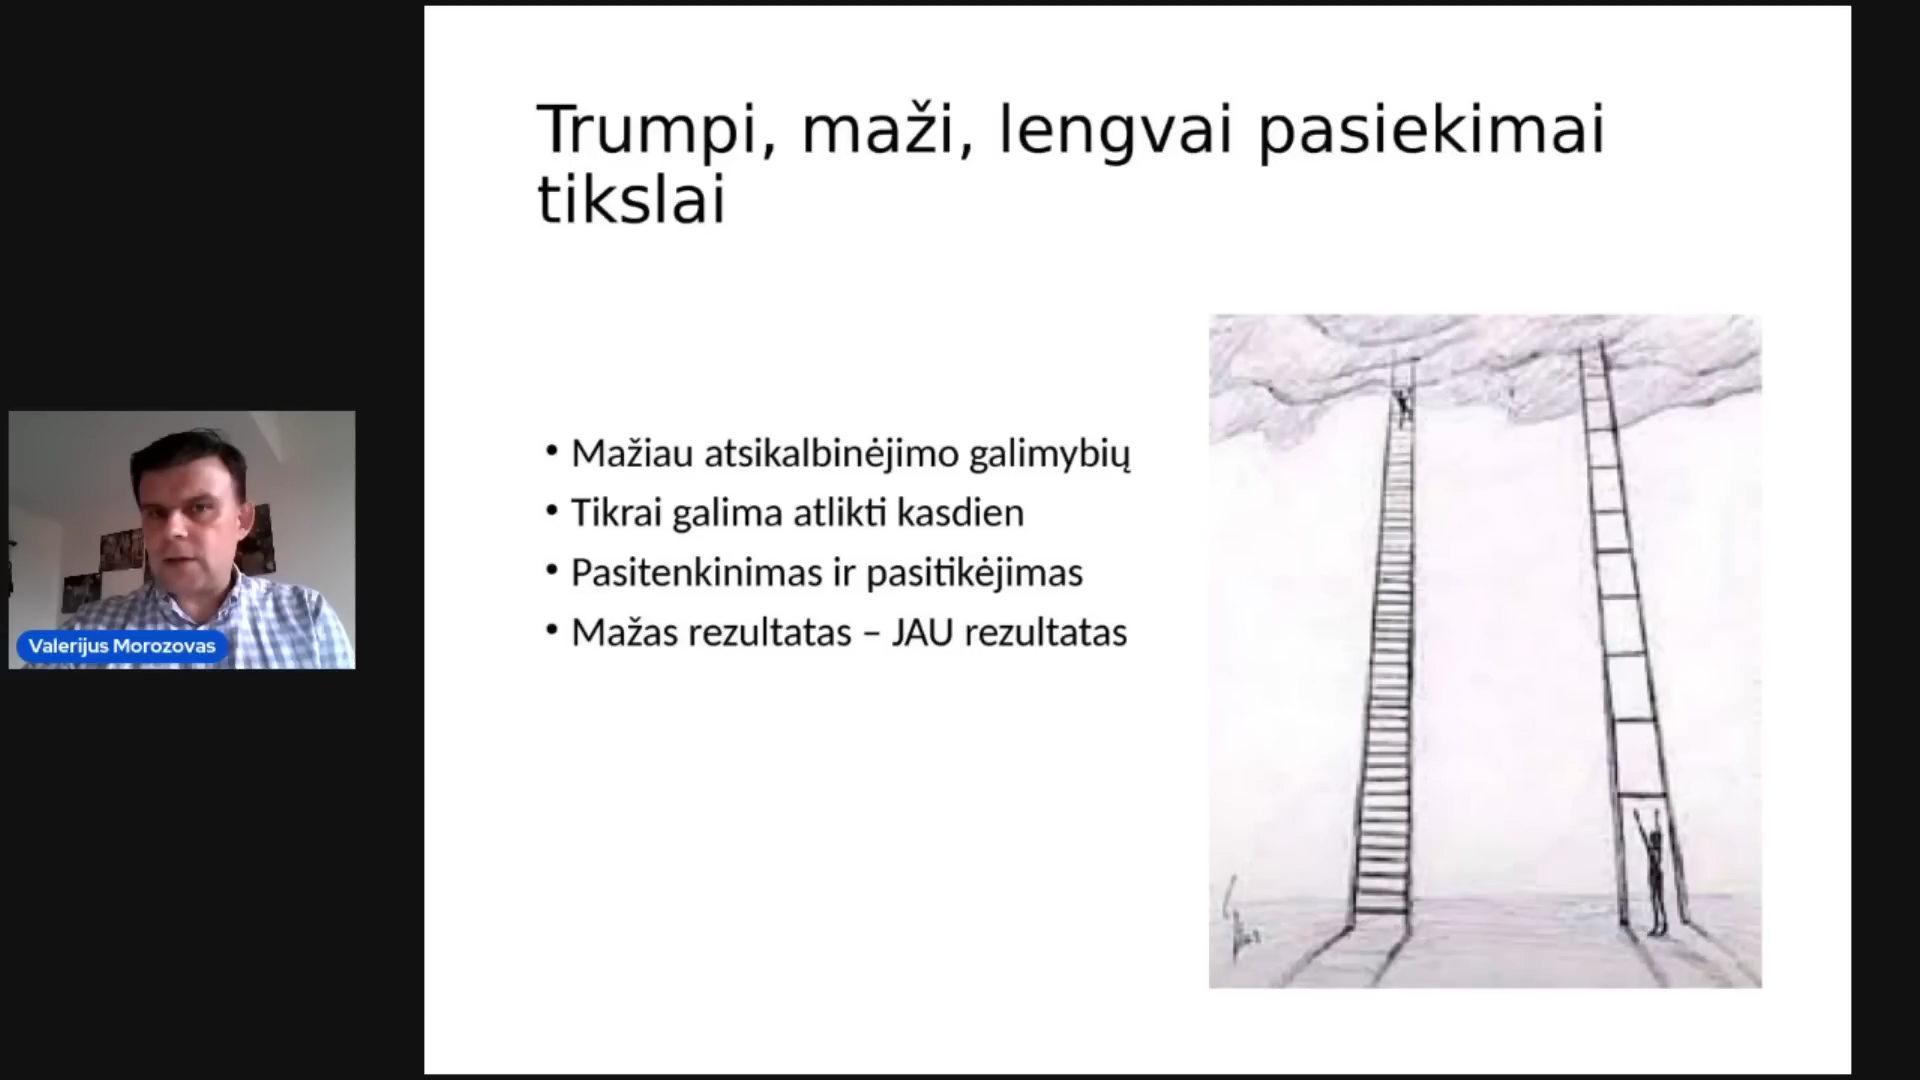 Trumpi, maži, lengvai pasiekimai
tikslai
• Mažiau atsikalbinėjimo galimybių
• Tikrai galima atlikti kasdien
• Pasitenkinimas ir pasitikėjimas
• Mažas rezultatas – JAU rezultatas
Valerijus Morozovas